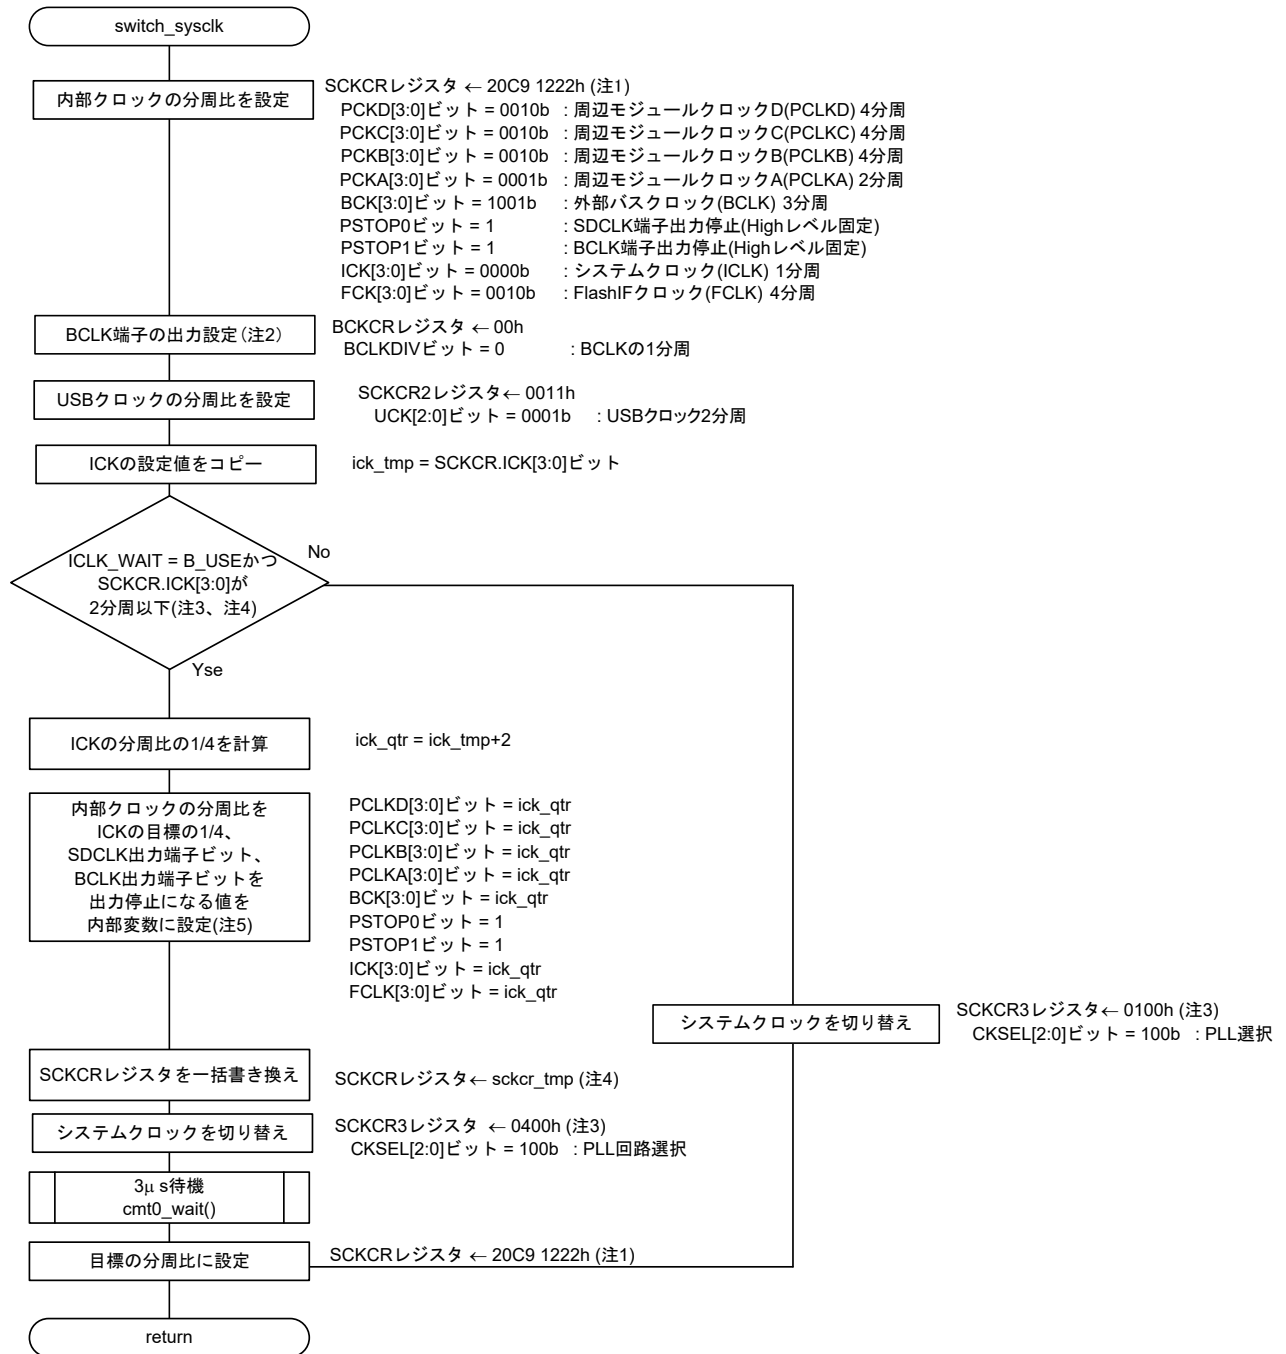 switch_sysclk
内部クロックの分周比を設定
SCKCRレジスタ ← 20C9 1222h (注1)
PCKD[3:0]ビット = 0010b : 周辺モジュールクロックD(PCLKD) 4分周
PCKC[3:0]ビット = 0010b : 周辺モジュールクロックC(PCLKC) 4分周
PCKB[3:0]ビット = 0010b : 周辺モジュールクロックB(PCLKB) 4分周
PCKA[3:0]ビット = 0001b : 周辺モジュールクロックA(PCLKA) 2分周
BCK[3:0]ビット = 1001b : 外部バスクロック(BCLK) 3分周
PSTOP0ビット = 1 : SDCLK端子出力停止(Highレベル固定)
PSTOP1ビット = 1 : BCLK端子出力停止(Highレベル固定)
ICK[3:0]ビット = 0000b : システムクロック(ICLK) 1分周
FCK[3:0]ビット = 0010b : FlashIFクロック(FCLK) 4分周
BCLK端子の出力設定(注2)
BCKCRレジスタ ← 00h
BCLKDIVビット = 0 : BCLKの1分周
USBクロックの分周比を設定
SCKCR2レジスタ← 0011h
UCK[2:0]ビット = 0001b : USBクロック2分周
ICKの設定値をコピー
ick_tmp = SCKCR.ICK[3:0]ビット
ICLK_WAIT = B_USEかつ
SCKCR.ICK[3:0]が
2分周以下(注3、注4)
No
Yse
ICKの分周比の1/4を計算
ick_qtr = ick_tmp+2
内部クロックの分周比を
ICKの目標の1/4、
SDCLK出力端子ビット、
BCLK出力端子ビットを
出力停止になる値を
内部変数に設定(注5)
PCLKD[3:0]ビット = ick_qtr
PCLKC[3:0]ビット = ick_qtr
PCLKB[3:0]ビット = ick_qtr
PCLKA[3:0]ビット = ick_qtr
BCK[3:0]ビット = ick_qtr
PSTOP0ビット = 1
PSTOP1ビット = 1
ICK[3:0]ビット = ick_qtr
FCLK[3:0]ビット = ick_qtr
システムクロックを切り替え
SCKCR3レジスタ← 0100h (注3)
CKSEL[2:0]ビット = 100b : PLL選択
SCKCRレジスタを一括書き換え
SCKCRレジスタ← sckcr_tmp (注4)
システムクロックを切り替え
SCKCR3レジスタ ← 0400h (注3)
CKSEL[2:0]ビット = 100b : PLL回路選択
3μ s待機
cmt0_wait()
目標の分周比に設定
SCKCRレジスタ ← 20C9 1222h (注1)
return